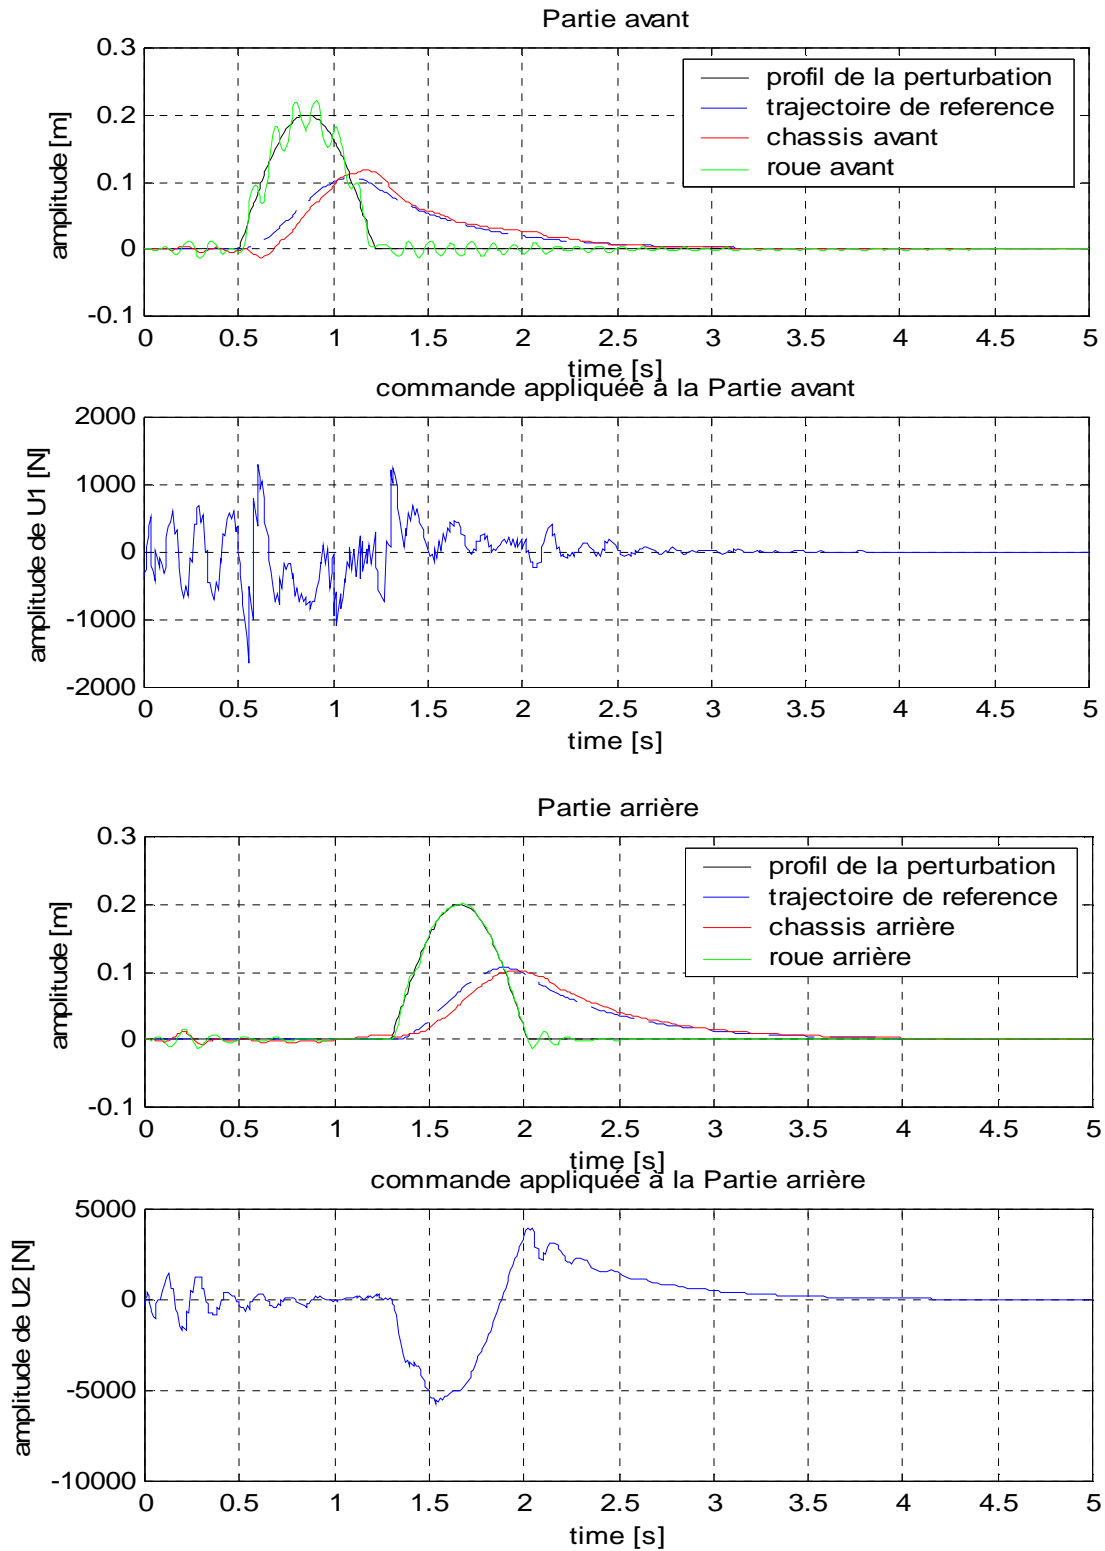 Partie avant
0.3
0.2
0.1
0
-0.1
amplitude [m]
profil de la perturbation
trajectoire de reference
chassis avant
roue avant
0 0.5 1 1.5 2 2.5 3 3.5 4 4.5 5
time [s]
commande appliquée à la Partie avant
2000
1000
0
-1000
-2000
amplitude de U1 [N]
0 0.5 1 1.5 2 2.5 3 3.5 4 4.5 5
time [s]
Partie arrière
0.3
0.2
0.1
0
-0.1
amplitude [m]
profil de la perturbation
trajectoire de reference
chassis arrière
roue arrière
0 0.5 1 1.5 2 2.5 3 3.5 4 4.5 5
time [s]
commande appliquée à la Partie arrière
5000
0
-5000
-10000
amplitude de U2 [N]
0 0.5 1 1.5 2 2.5 3 3.5 4 4.5 5
time [s]